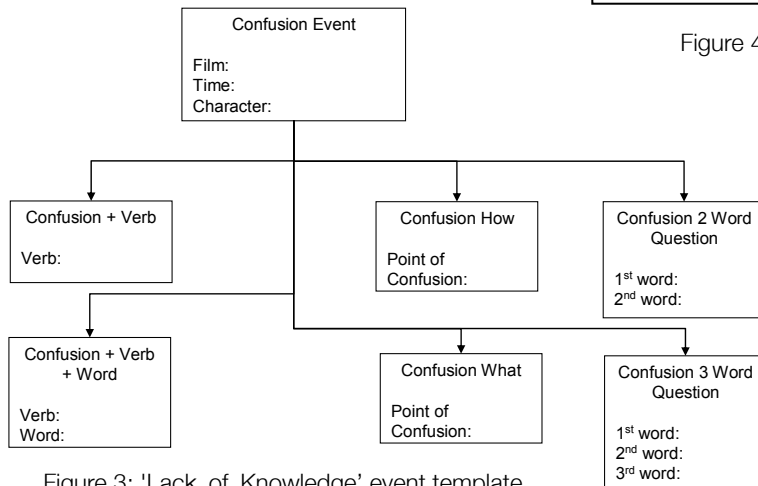 Confusion Event
Film:
Time:
Character:
Figure 4
Confusion + Verb
Verb:
Confusion How
Point of
Confusion:
Confusion 2 Word
Question
1st word:
2nd word:
Confusion + Verb
+ Word
Verb:
Word:
Confusion What
Point of
Confusion:
Confusion 3 Word
Question
1st word:
2nd word:
3rd word:
Figure 3: 'Lack of Knowledge' event template